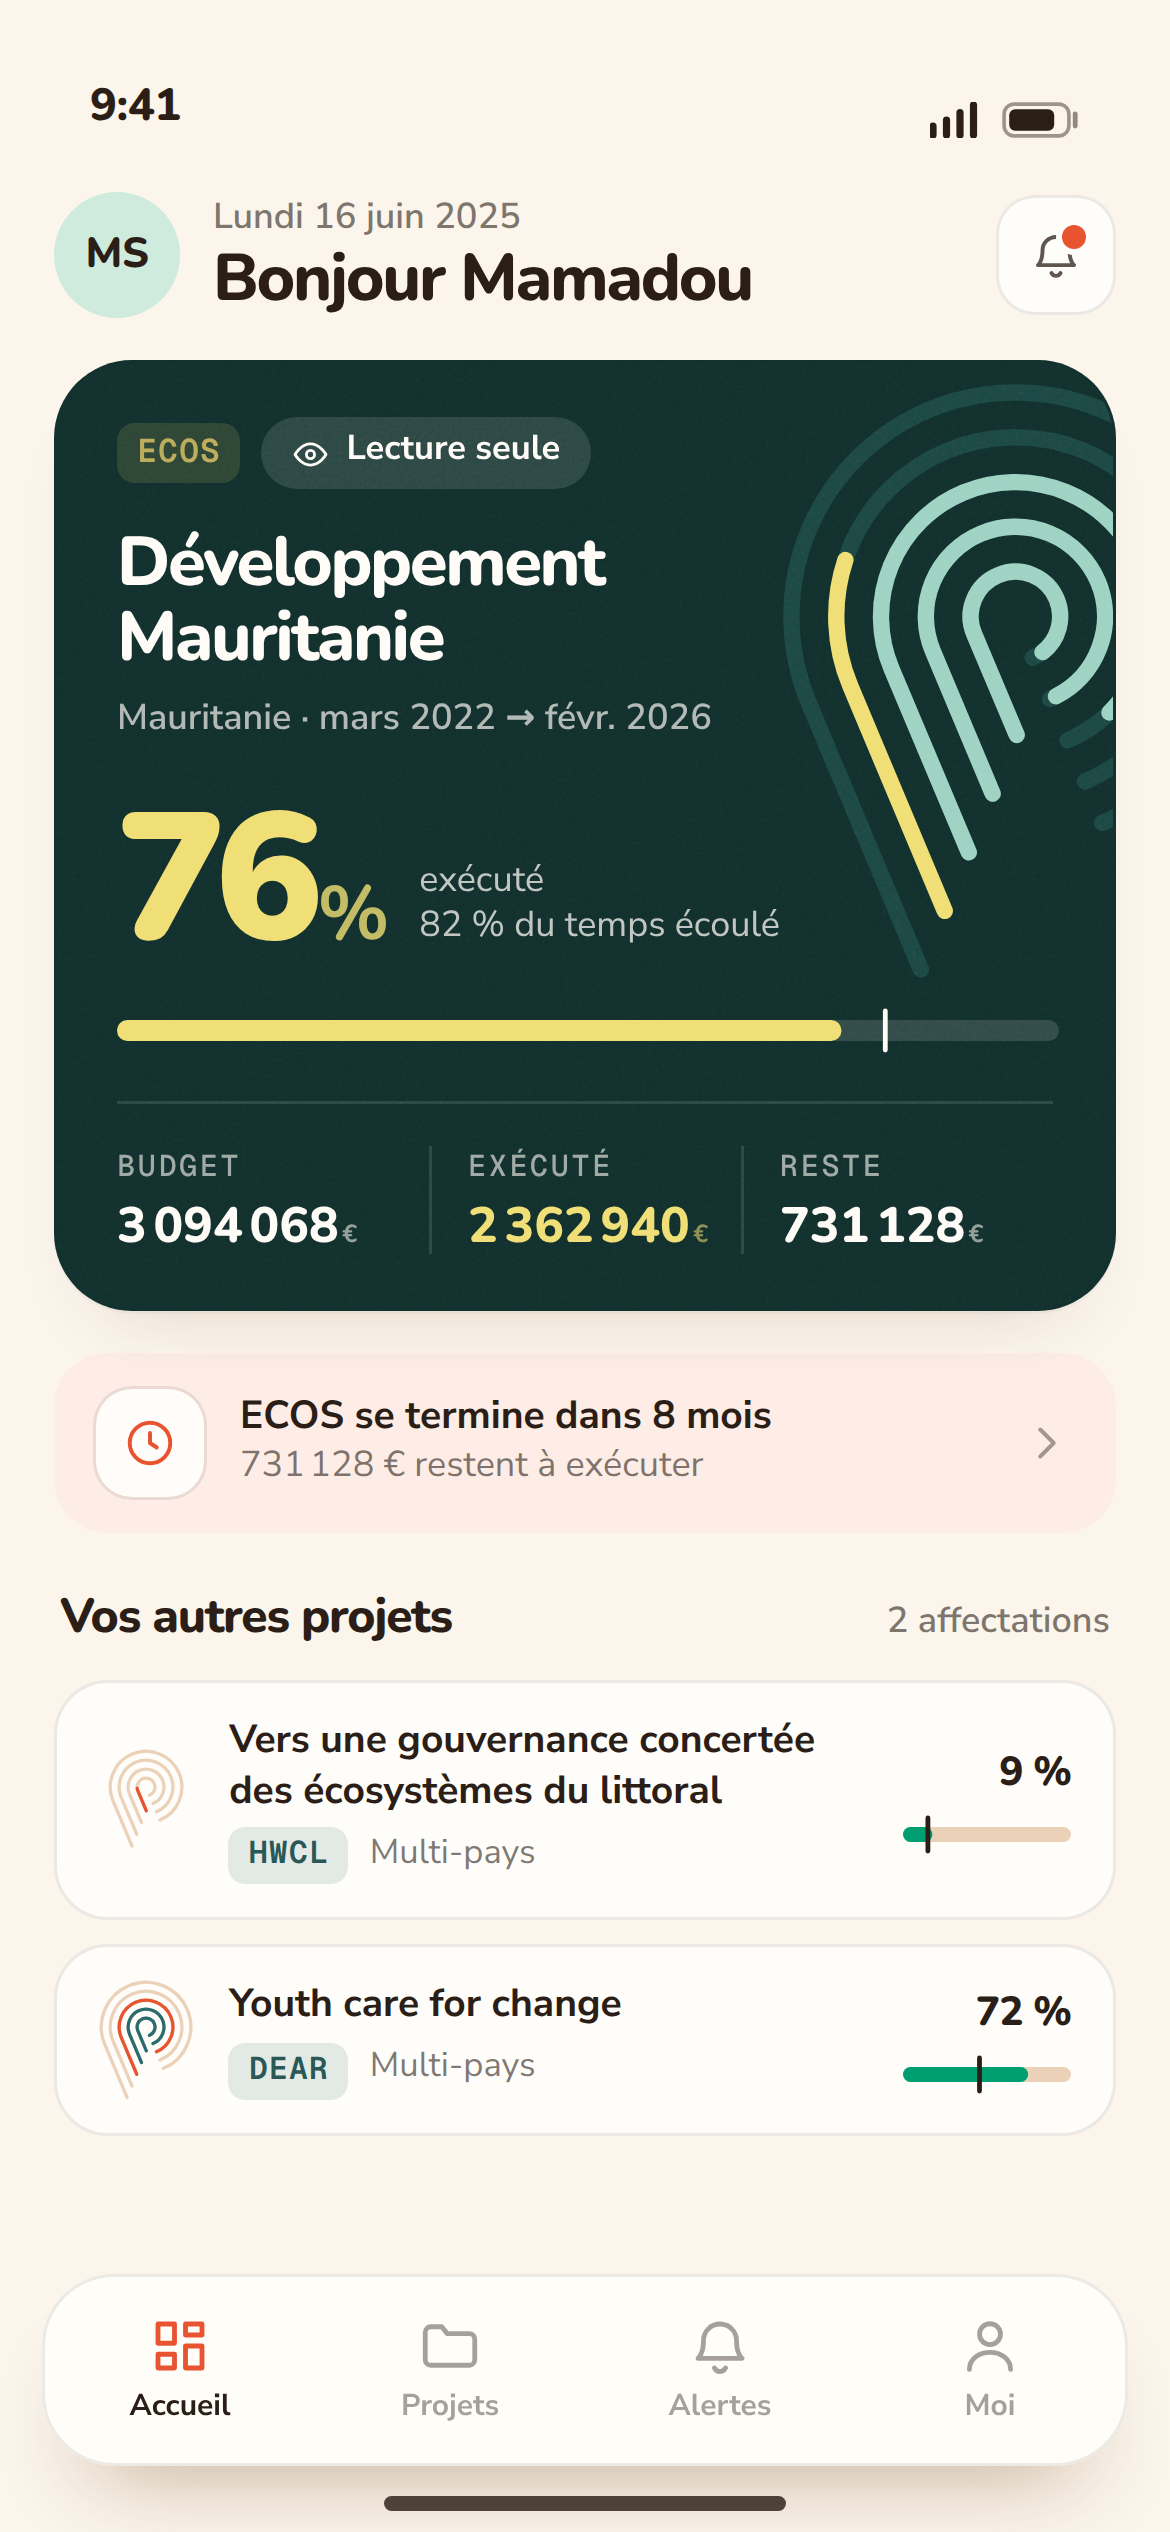 9:41
MS
Lundi 16 juin 2025
Bonjour Mamadou
ECOS
Lecture seule
Développement
Mauritanie
Mauritanie · mars 2022 → févr. 2026
76%
exécuté
82 % du temps écoulé
BUDGET
3 094 068 €
EXÉCUTÉ
2 362 940 €
RESTE
731 128 €
ECOS se termine dans 8 mois
731 128 € restent à exécuter
Vos autres projets
2 affectations
Vers une gouvernance concertée
des écosystèmes du littoral
HWCL
Multi-pays
9 %
Youth care for change
DEAR
Multi-pays
72 %
Accueil
Projets
Alertes
Moi